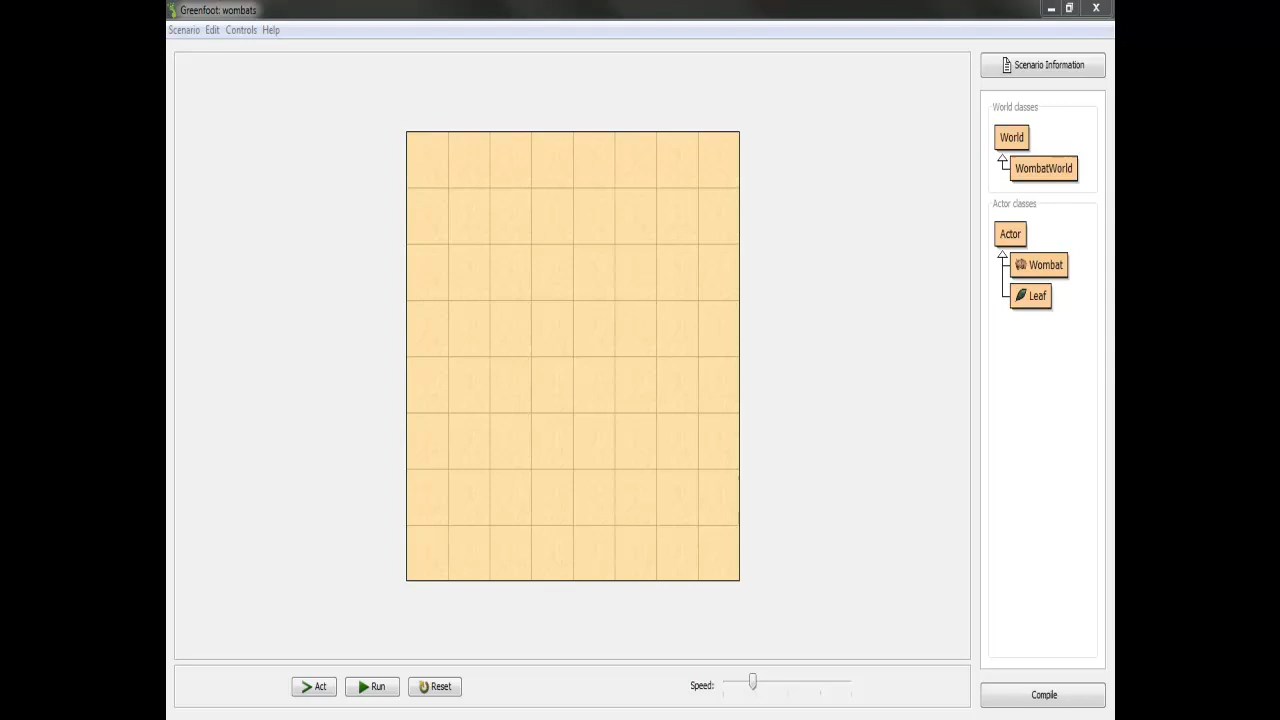 Greenfoot: wombats
Scenario Edit Controls Help
Scenario Information
World classes
World
WombatWorld
Actor classes
Actor
Wombat
Leaf
Act
Run
Reset
Speed:
Compile